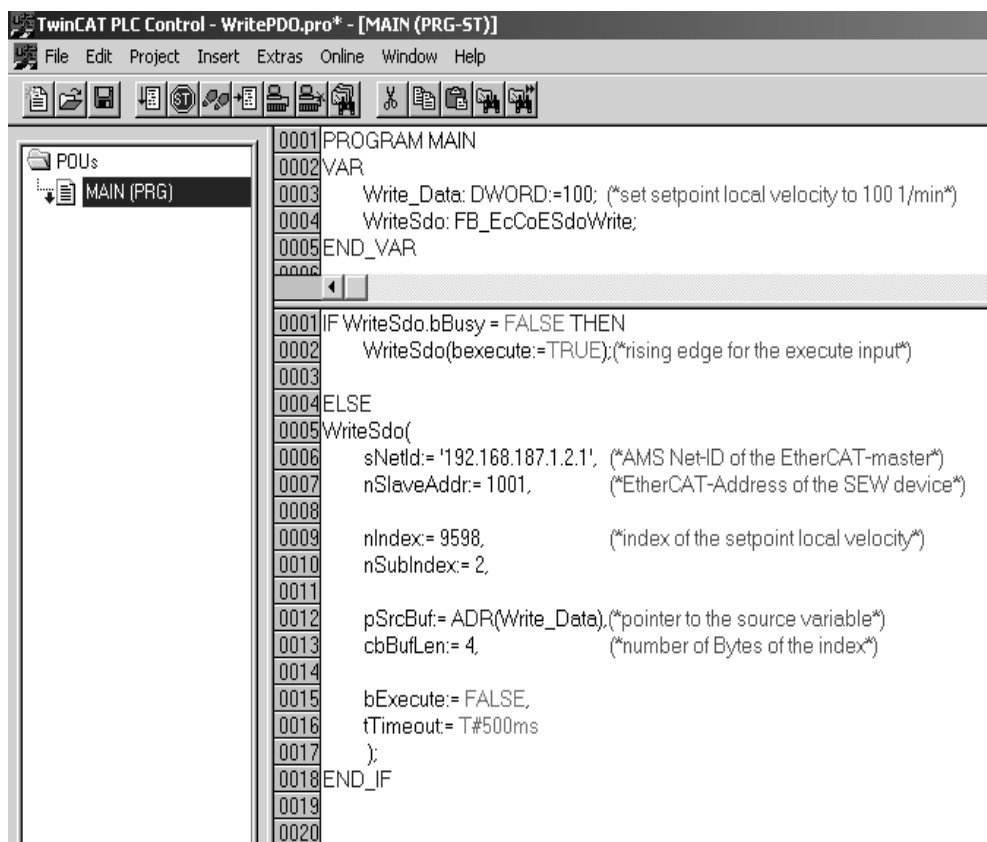 TwinCAT PLC Control - WritePDO.pro* - [MAIN (PRG-ST)]
File Edit Project Insert Extras Online Window Help
POUs
MAIN (PRG)
0001 PROGRAM MAIN
0002 VAR
0003 Write_Data: DWORD:=100; (*set setpoint local velocity to 100 1/min*)
0004 WriteSdo: FB_EcCoESdoWrite;
0005 END_VAR
0006
0001 IF WriteSdo.bBusy = FALSE THEN
0002 WriteSdo(bexecute:=TRUE);(*rising edge for the execute input*)
0003
0004 ELSE
0005 WriteSdo(
0006 sNetId:= '192.168.187.1.2.1', (*AMS Net-ID of the EtherCAT-master*)
0007 nSlaveAddr:= 1001, (*EtherCAT-Address of the SEW device*)
0008
0009 nIndex:= 9598, (*index of the setpoint local velocity*)
0010 nSubIndex:= 2,
0011
0012 pSrcBuf:= ADR(Write_Data),(*pointer to the source variable*)
0013 cbBufLen:= 4, (*number of Bytes of the index*)
0014
0015 bExecute:= FALSE,
0016 tTimeout:= T#500ms
0017 );
0018 END_IF
0019
0020